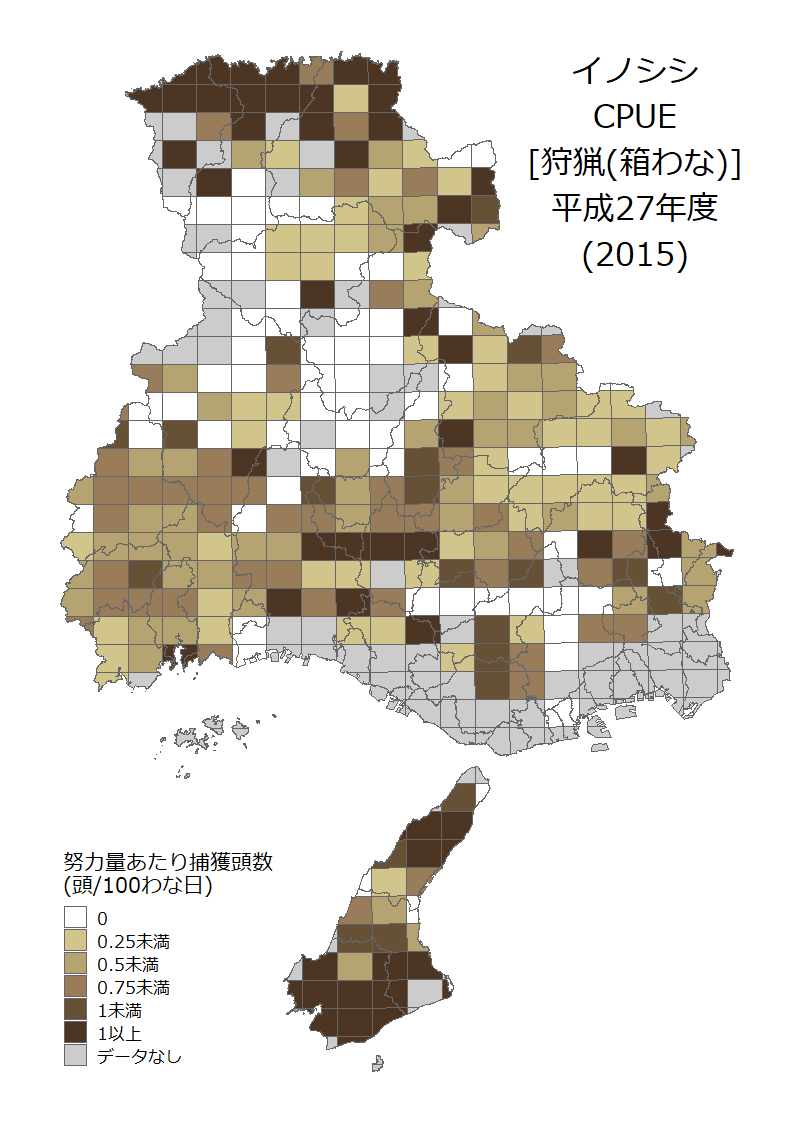 イノシシ
CPUE
[狩猟(箱わな)]
平成27年度
(2015)
努力量あたり捕獲頭数
(頭/100わな日)
0
0.25未満
0.5未満
0.75未満
1未満
1以上
データなし